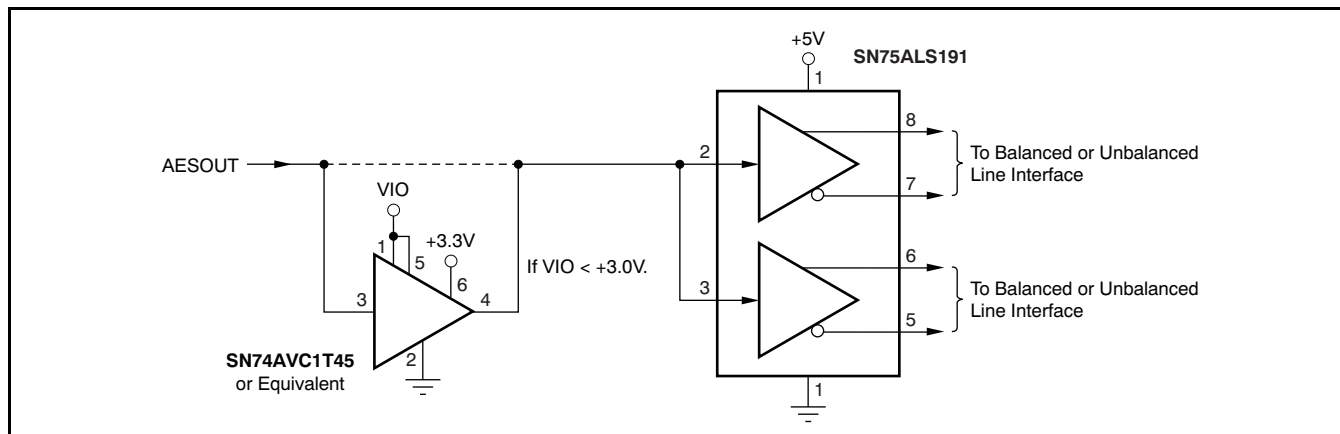 +5V
SN75ALS191
1
8
AESOUT
2
To Balanced or Unbalanced
Line Interface
7
VIO
+3.3V
1
5
6
If VIO < +3.0V.
3
4
3
6
To Balanced or Unbalanced
Line Interface
5
2
SN74AVC1T45
or Equivalent
1